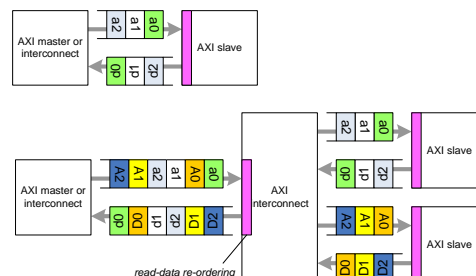 a2 a1 a0
AXI master or
interconnect
AXI slave
d0 d1 d2
a2 a1 a0
AXI slave
d0 d1 d2
A2 A1 a2 a1 A0 a0
AXI master or
interconnect
AXI
interconnect
d0 D0 d1 d2 D1 D2
A2 A1 A0
AXI slave
D0 D1 D2
read-data re-ordering